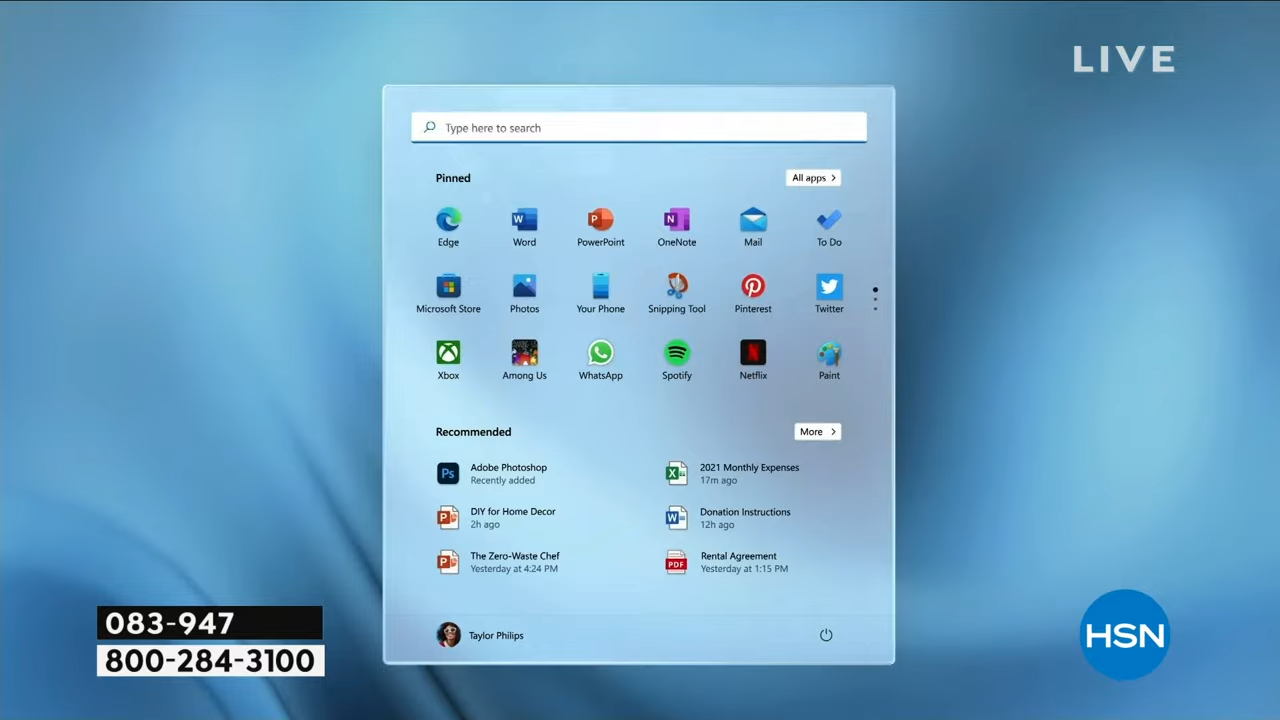 LIVE
Type here to search
Pinned
All apps >
Edge
Word
PowerPoint
OneNote
Mail
To Do
Microsoft Store
Photos
Your Phone
Snipping Tool
Pinterest
Twitter
Xbox
Among Us
WhatsApp
Spotify
Netflix
Paint
Recommended
More >
Ps
Adobe Photoshop
Recently added
2021 Monthly Expenses
17m ago
DIY for Home Decor
2h ago
Donation Instructions
12h ago
The Zero-Waste Chef
Yesterday at 4:24 PM
PDF
Rental Agreement
Yesterday at 1:15 PM
Taylor Philips
083-947
800-284-3100
HSN